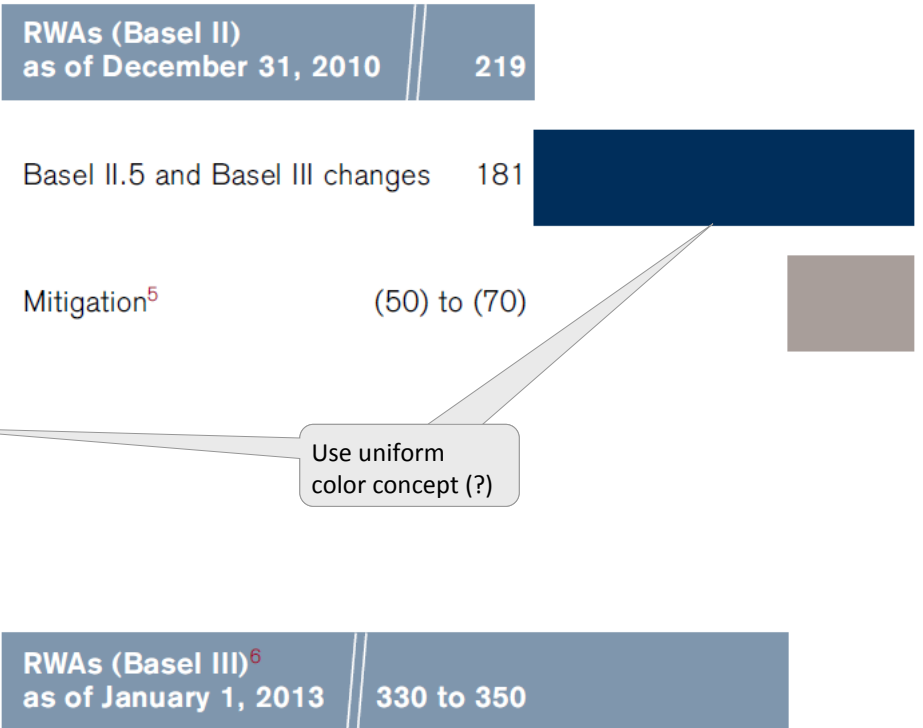 RWAs (Basel II)
as of December 31, 2010 219
Basel II.5 and Basel III changes 181
Mitigation5 (50) to (70)
Use uniform
color concept (?)
RWAs (Basel III)6
as of January 1, 2013 330 to 350